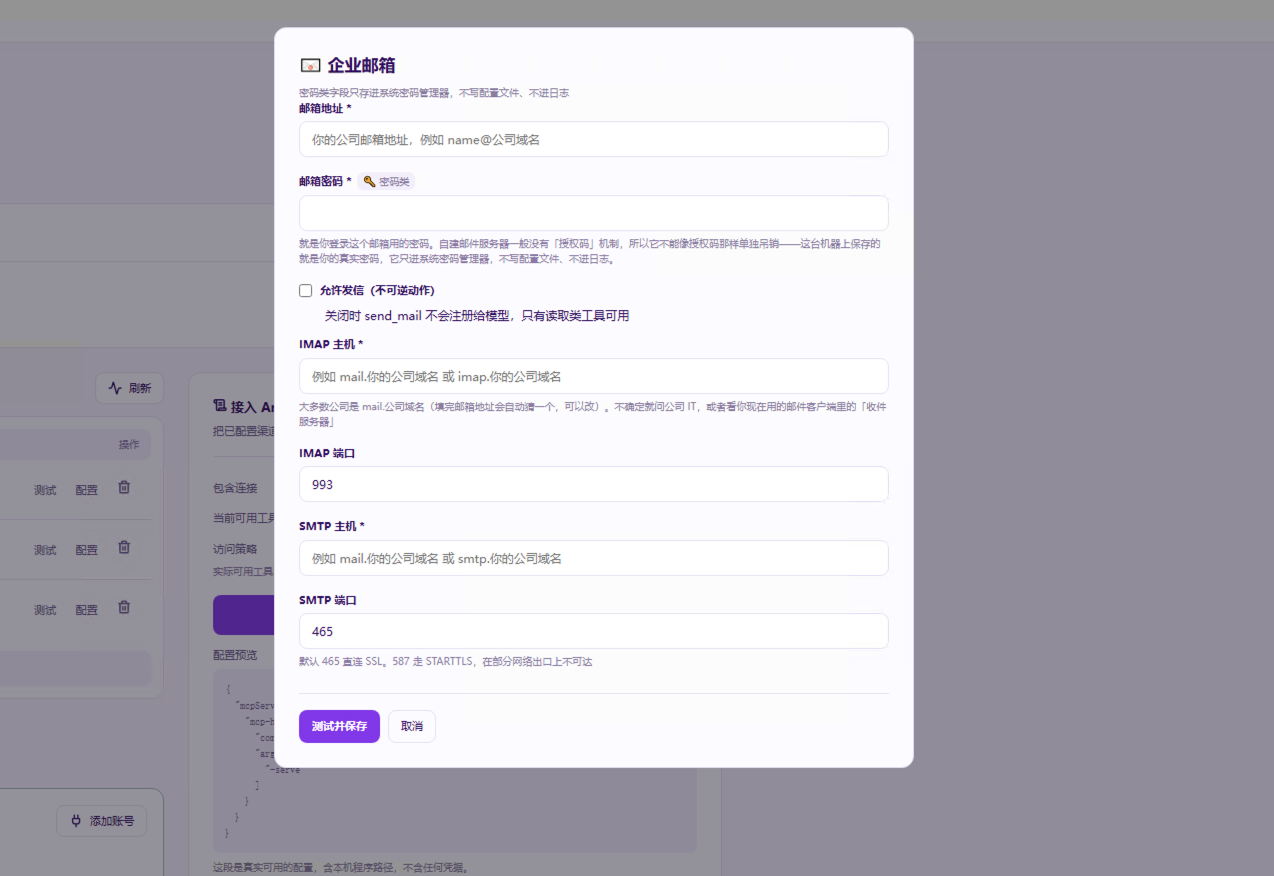 企业邮箱
密码类字段只存进系统密码管理器，不写配置文件、不进日志
邮箱地址 *
你的公司邮箱地址，例如 name@公司域名
邮箱密码 * 密码类
就是你登录这个邮箱用的密码。自建邮件服务器一般没有「授权码」机制，所以它不能像授权码那样单独吊销——这台机器上保存的
就是你的真实密码，它只进系统密码管理器，不写配置文件、不进日志。
允许发信（不可逆动作）
关闭时 send_mail 不会注册给模型，只有读取类工具可用
IMAP 主机 *
例如 mail.你的公司域名 或 imap.你的公司域名
大多数公司是 mail.公司域名（填完邮箱地址会自动猜一个，可以改）。不确定就问公司 IT，或者看你现在用的邮件客户端里的「收件
服务器」
IMAP 端口
993
SMTP 主机 *
例如 mail.你的公司域名 或 smtp.你的公司域名
SMTP 端口
465
默认 465 直连 SSL。587 走 STARTTLS，在部分网络出口上不可达
测试并保存 取消
刷新
操作
测试 配置
测试 配置
测试 配置
添加账号
接入 A
把已配置渠道
包含连接
当前可用工具
访问策略
实际可用工具
配置预览
{
"mcpServ
"mcp-h
"com
"arg
"-serve
]
}
}
}
这段是真实可用的配置，含本机程序路径，不含任何凭据。